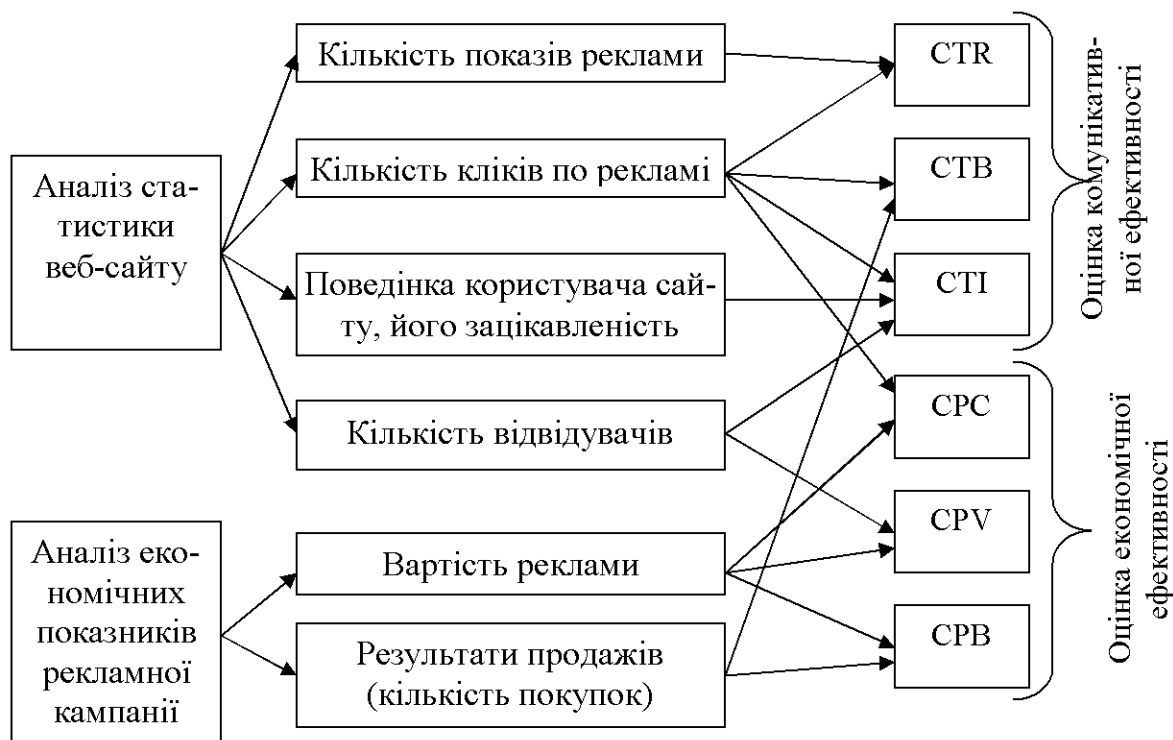 Аналіз ста-
тистики
веб-сайту
Аналіз еко-
номічних
показників
рекламної
кампанії
Кількість показів реклами
Кількість кліків по рекламі
Поведінка користувача сай-
ту, його зацікавленість
Кількість відвідувачів
Вартість реклами
Результати продажів
(кількість покупок)
CTR
CTB
CTI
CPC
CPV
CPB
Оцінка комунікатив-
ної ефективності
Оцінка економічної
ефективності